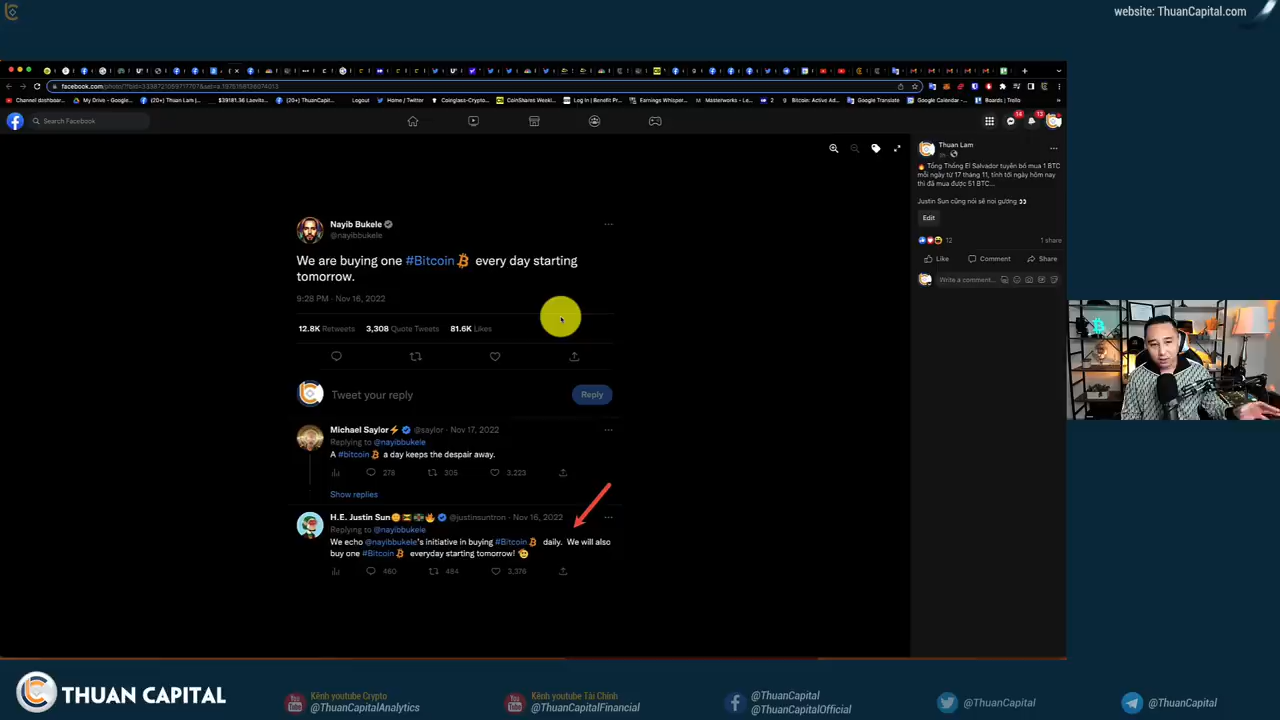 website: ThuanCapital.com
Search Facebook
Nayib Bukele
@nayibbukele
We are buying one #Bitcoin every day starting
tomorrow.
9:28 PM · Nov 16, 2022
12.8K Retweets 3,308 Quote Tweets 81.6K Likes
Tweet your reply
Reply
Michael Saylor @saylor · Nov 17, 2022
Replying to @nayibbukele
A #bitcoin a day keeps the despair away.
278 305 3,223
Show replies
H.E. Justin Sun @justinsuntron · Nov 16, 2022
Replying to @nayibbukele
We echo @nayibbukele's initiative in buying #Bitcoin daily. We will also
buy one #Bitcoin everyday starting tomorrow!
460 484 3,376
Thuan Lam
Tổng Thống El Salvador tuyên bố mua 1 BTC
mỗi ngày từ 17 tháng 11, tính tới ngày hôm nay
thì đã mua được 51 BTC...
Justin Sun cũng nói sẽ noi gương
Edit
12 1 share
Like Comment Share
Write a comment...
THUAN CAPITAL
Kênh youtube Crypto
@ThuanCapitalAnalytics
Kênh youtube Tài Chính
@ThuanCapitalFinancial
@ThuanCapital
@ThuanCapitalOfficial
@ThuanCapital
@ThuanCapital